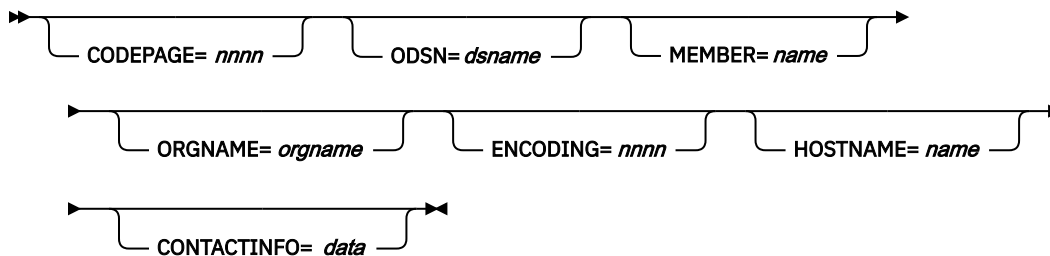 CODEPAGE= nnnn ODSN= dsname MEMBER= name
ORGNAME= orgname ENCODING= nnnn HOSTNAME= name
CONTACTINFO= data